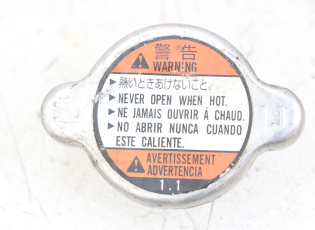 警告
WARNING
▶熱いときあけないこと。
▶NEVER OPEN WHEN HOT.
▶NE JAMAIS OUVRIR À CHAUD.
▶NO ABRIR NUNCA CUANDO
ESTE CALIENTE.
AVERTISSEMENT
ADVERTENCIA
1.1